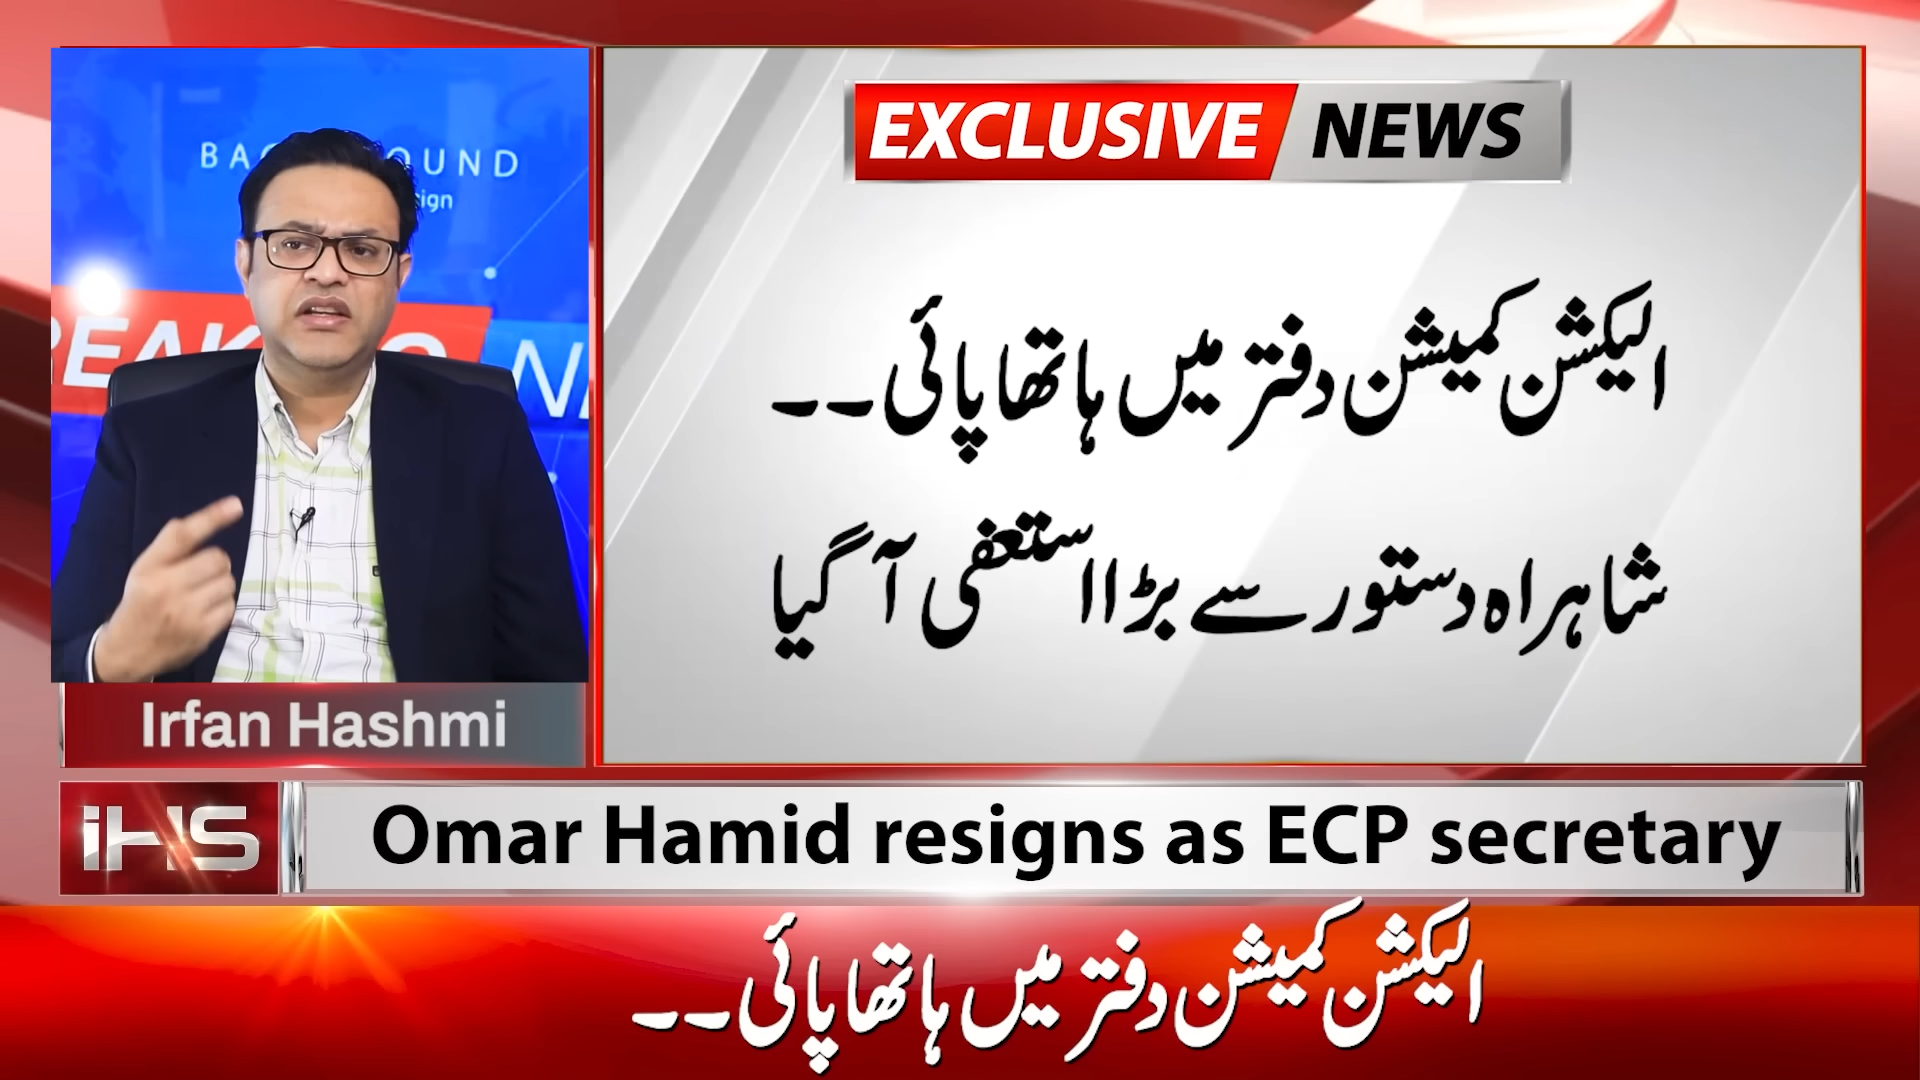 EXCLUSIVE NEWS
الیکشن کمیشن دفتر میں ہاتھا پائی۔۔
شاہراہ دستور سے بڑا استعفی آ گیا
Irfan Hashmi
iHS
Omar Hamid resigns as ECP secretary
الیکشن کمیشن دفتر میں ہاتھا پائی۔۔